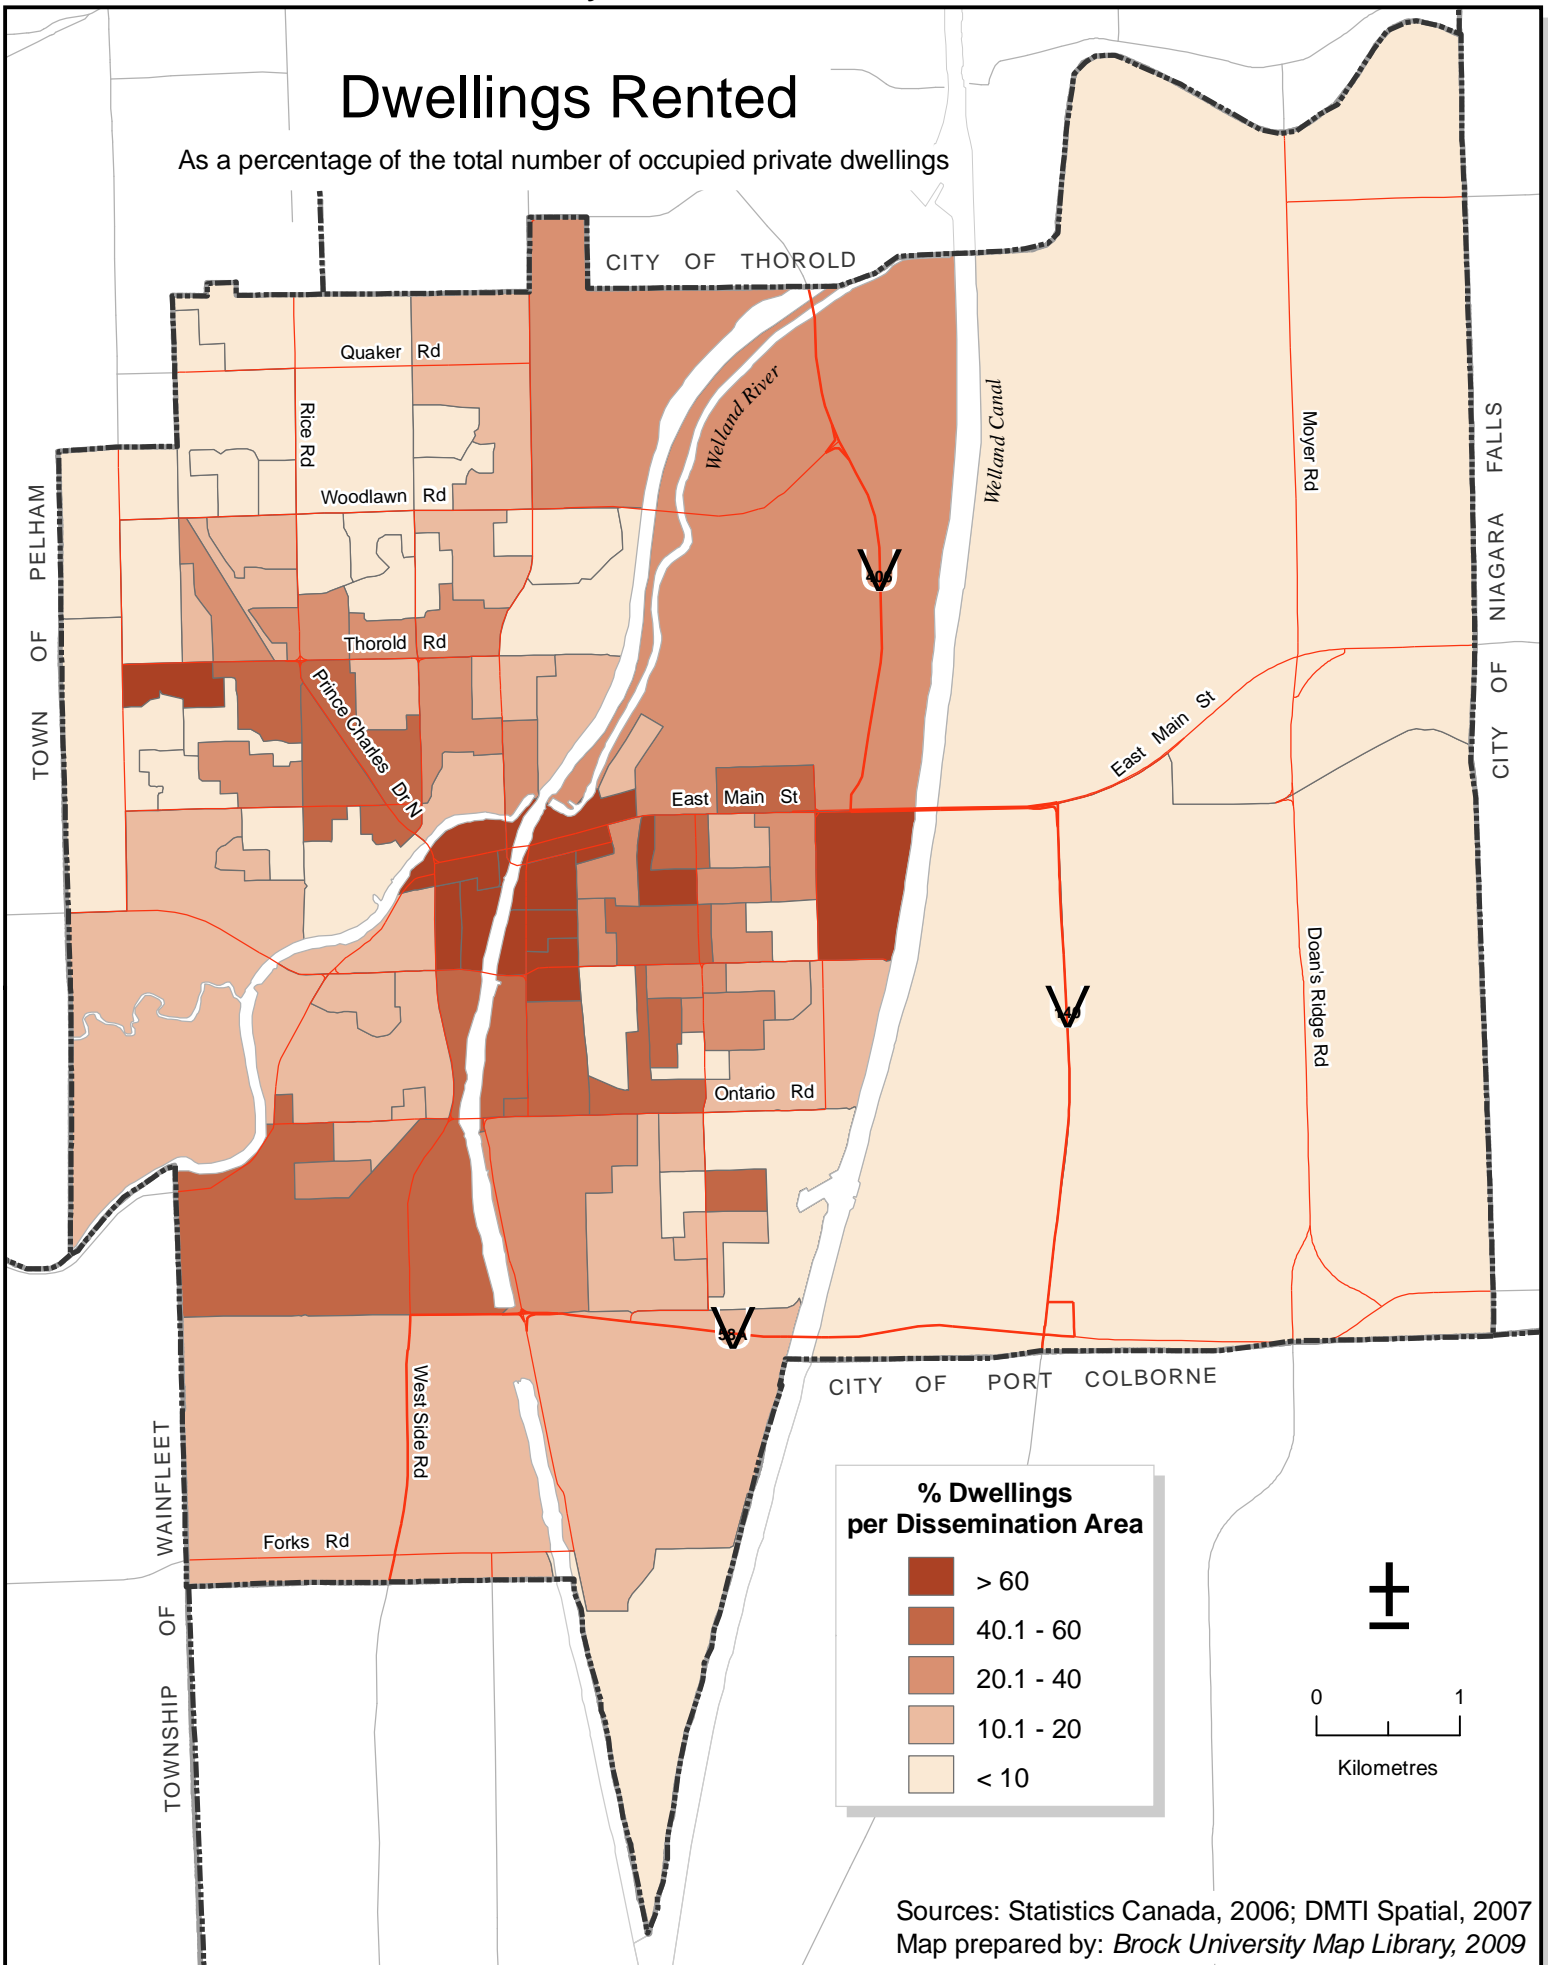 Dwellings Rented
As a percentage of the total number of occupied private dwellings
CITY OF THOROLD
Quaker Rd
Rice Rd
Woodlawn Rd
Welland River
Welland Canal
Moyer Rd
CITY OF NIAGARA FALLS
TOWN OF PELHAM
406
Thorold Rd
Prince Charles Dr N
East Main St
East Main St
Doan's Ridge Rd
140
Ontario Rd
58A
West Side Rd
CITY OF PORT COLBORNE
TOWNSHIP OF WAINFLEET
Forks Rd
% Dwellings
per Dissemination Area
> 60
40.1 - 60
20.1 - 40
10.1 - 20
< 10
±
0 1
Kilometres
Sources: Statistics Canada, 2006; DMTI Spatial, 2007
Map prepared by: Brock University Map Library, 2009